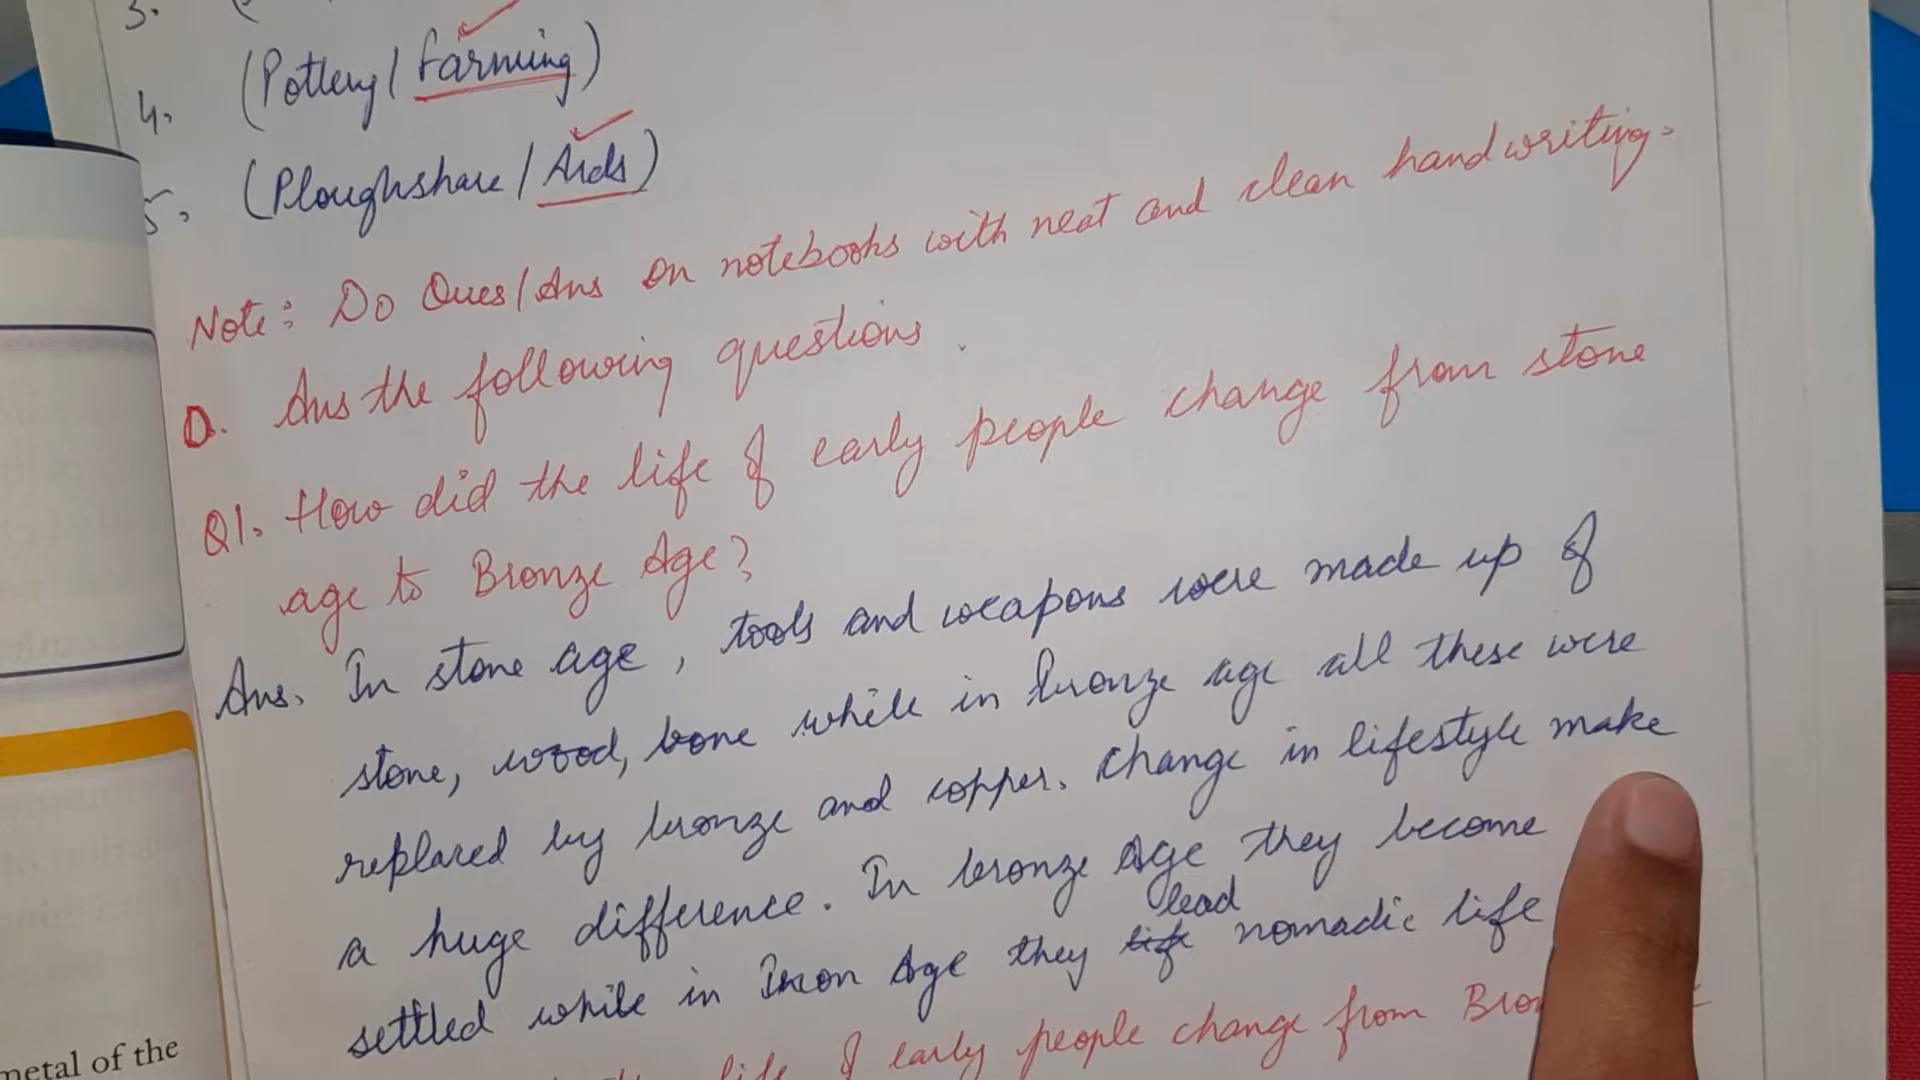 3. (
4. (Pottery/ Farming)
5. (Ploughshare / Ards)
Note: Do Ques/Ans on notebooks with neat and clean handwriting.
D. Ans the following questions.
Q1. How did the life of early people change from stone
age to Bronze Age?
Ans. In stone age, tools and weapons were made up of
stone, wood, bone while in bronze age all these were
replaced by bronze and copper. Change in lifestyle make
a huge difference. In bronze Age they become
settled while in Iron Age they lead nomadic life
life of early people change from
metal of the